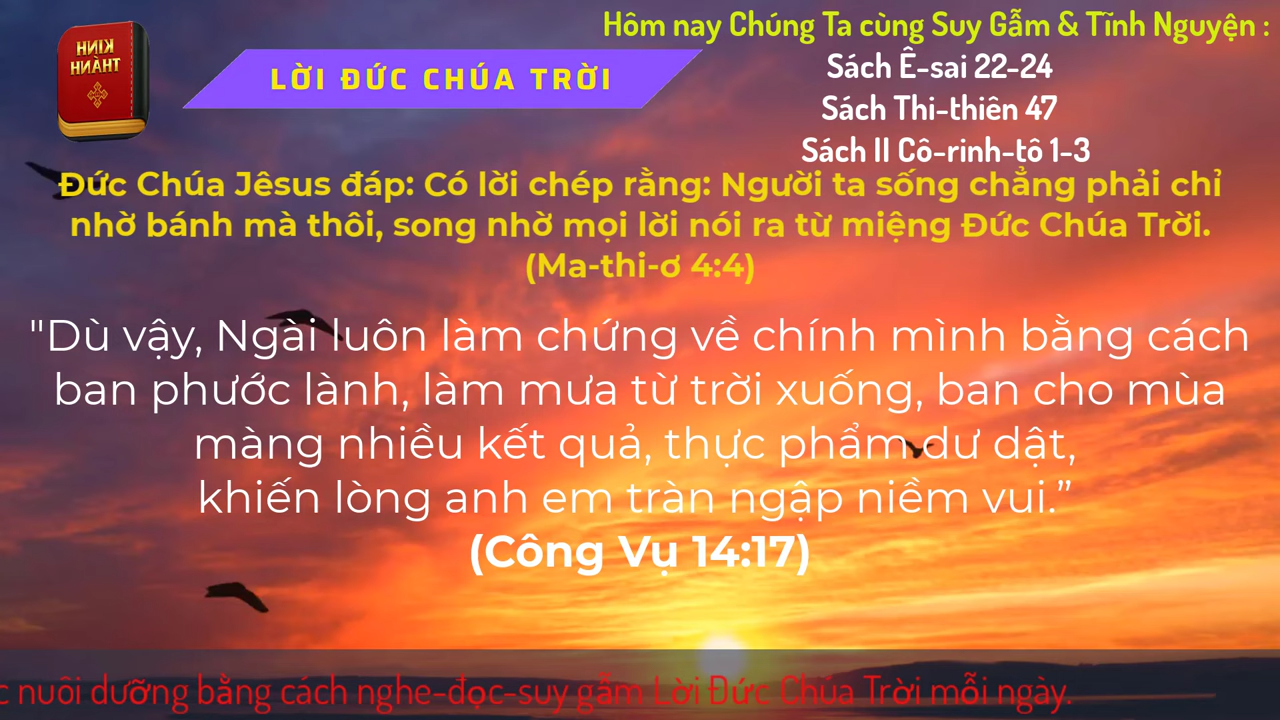 Hôm nay Chúng Ta cùng Suy Gẫm & Tĩnh Nguyện :
Sách Ê-sai 22-24
Sách Thi-thiên 47
Sách II Cô-rinh-tô 1-3
KINH
THÁNH
LỜI ĐỨC CHÚA TRỜI
Đức Chúa Jêsus đáp: Có lời chép rằng: Người ta sống chẳng phải chỉ
nhờ bánh mà thôi, song nhờ mọi lời nói ra từ miệng Đức Chúa Trời.
(Ma-thi-ơ 4:4)
"Dù vậy, Ngài luôn làm chứng về chính mình bằng cách
ban phước lành, làm mưa từ trời xuống, ban cho mùa
màng nhiều kết quả, thực phẩm dư dật,
khiến lòng anh em tràn ngập niềm vui.”
(Công Vụ 14:17)
c nuôi dưỡng bằng cách nghe-đọc-suy gẫm Lời Đức Chúa Trời mỗi ngày.